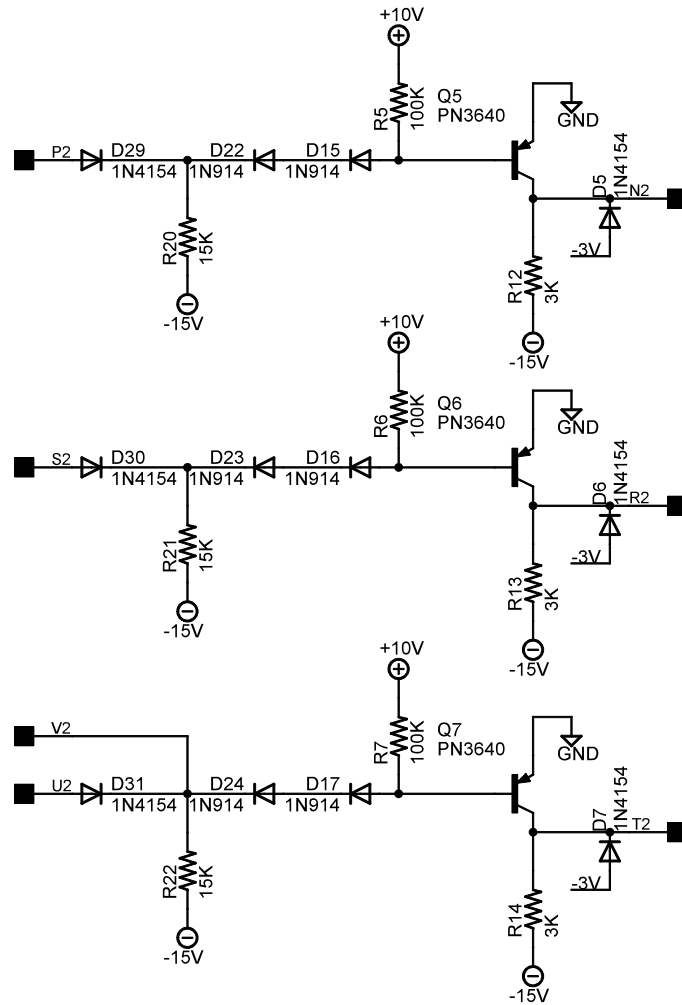 +10V
R5
100K
Q5
PN3640
GND
P2
D29
1N4154
D22
1N914
D15
1N914
D5
1N4154
N2
R20
15K
-3V
R12
3K
-15V
-15V
+10V
R6
100K
Q6
PN3640
GND
S2
D30
1N4154
D23
1N914
D16
1N914
D6
1N4154
R2
R21
15K
-3V
R13
3K
-15V
-15V
+10V
V2
R7
100K
Q7
PN3640
GND
U2
D31
1N4154
D24
1N914
D17
1N914
D7
1N4154
T2
R22
15K
-3V
R14
3K
-15V
-15V